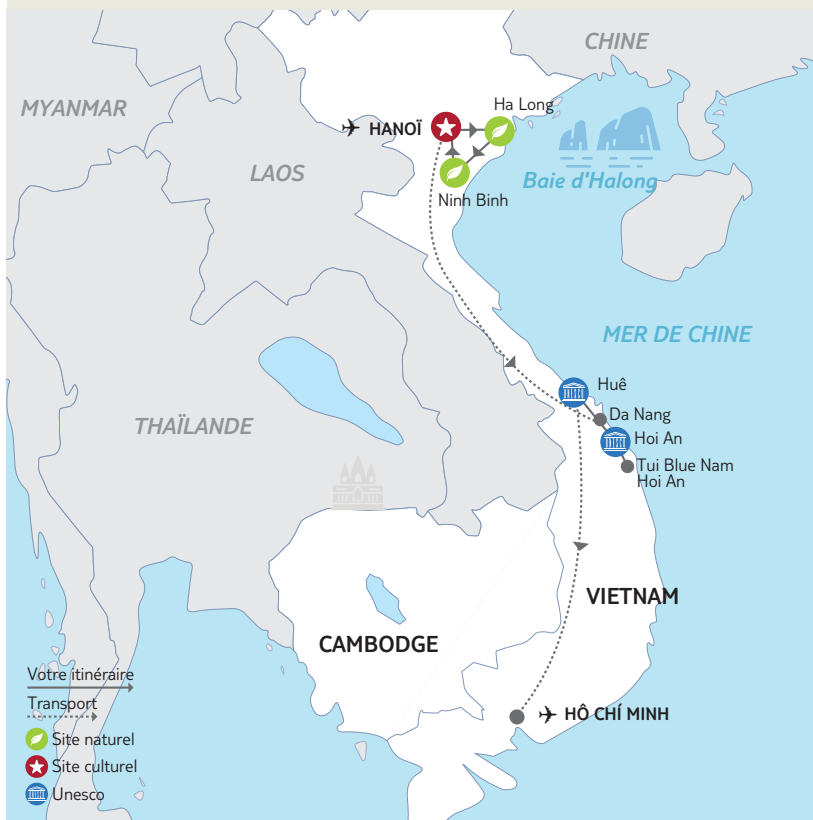 CHINE
MYANMAR
Ha Long
HANOÏ
LAOS
Baie d'Halong
Ninh Binh
MER DE CHINE
Huê
Da Nang
THAÏLANDE
Hoi An
Tui Blue Nam
Hoi An
VIETNAM
CAMBODGE
Votre itinéraire
Transport
HÔ CHÍ MINH
Site naturel
Site culturel
Unesco